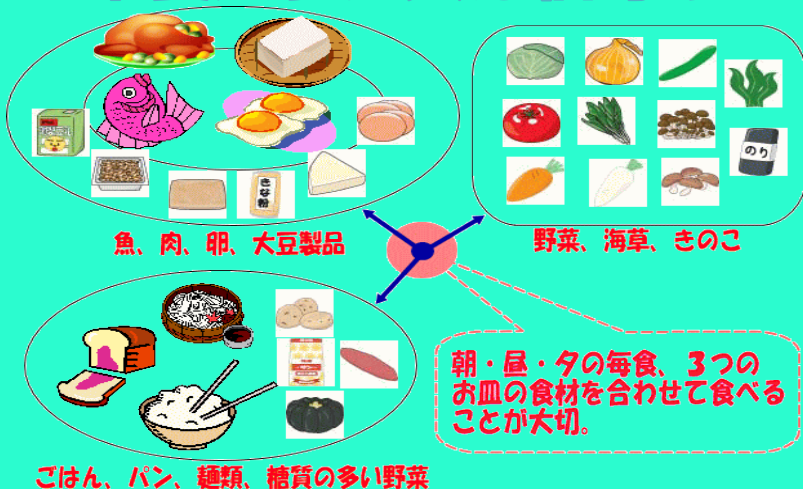 きな粉
のり
魚、肉、卵、大豆製品
野菜、海草、きのこ
朝・昼・夕の毎食、３つの
お皿の食材を合わせて食べる
ことが大切。
ごはん、パン、麺類、糖質の多い野菜